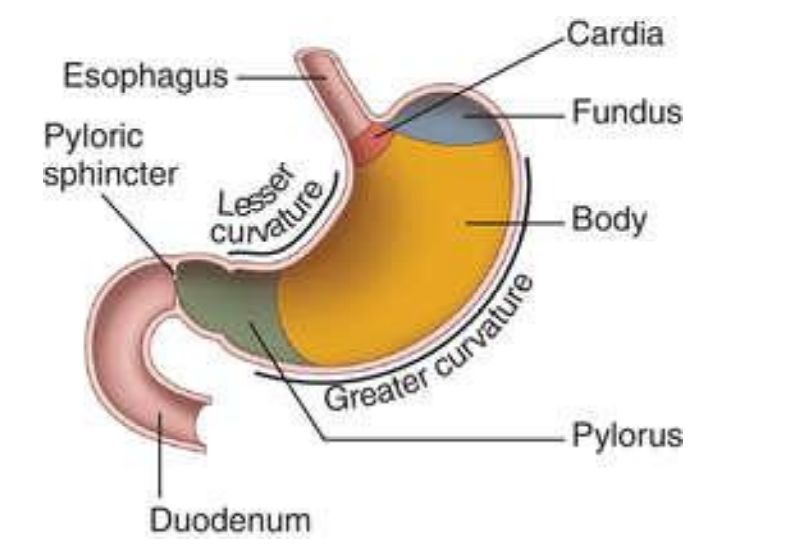 Cardia
Esophagus
Fundus
Pyloric
sphincter
Lesser
curvature
Body
Greater curvature
Pylorus
Duodenum